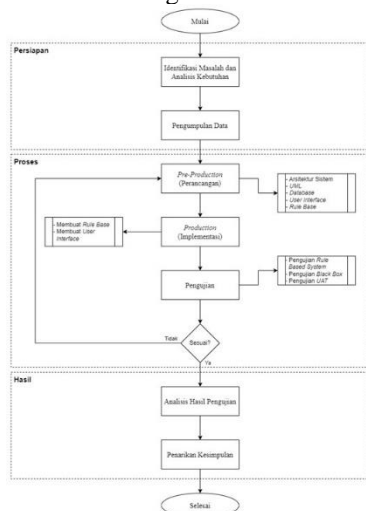 Mulai
Persiapan
Identifikasi Masalah dan
Analisis Kebutuhan
Pengumpulan Data
Proses
Pre-Production
(Perancangan)
- Arsitektur Sistem
- UML
- Database
- User Interface
- Rule Base
Production
(Implementasi)
- Membuat Rule Base
- Membuat User
Interface
Pengujian
- Pengujian Rule
Based System
- Pengujian Black Box
- Pengujian UAT
Sesuai?
Tidak
Ya
Hasil
Analisis Hasil Pengujian
Penarikan Kesimpulan
Selesai